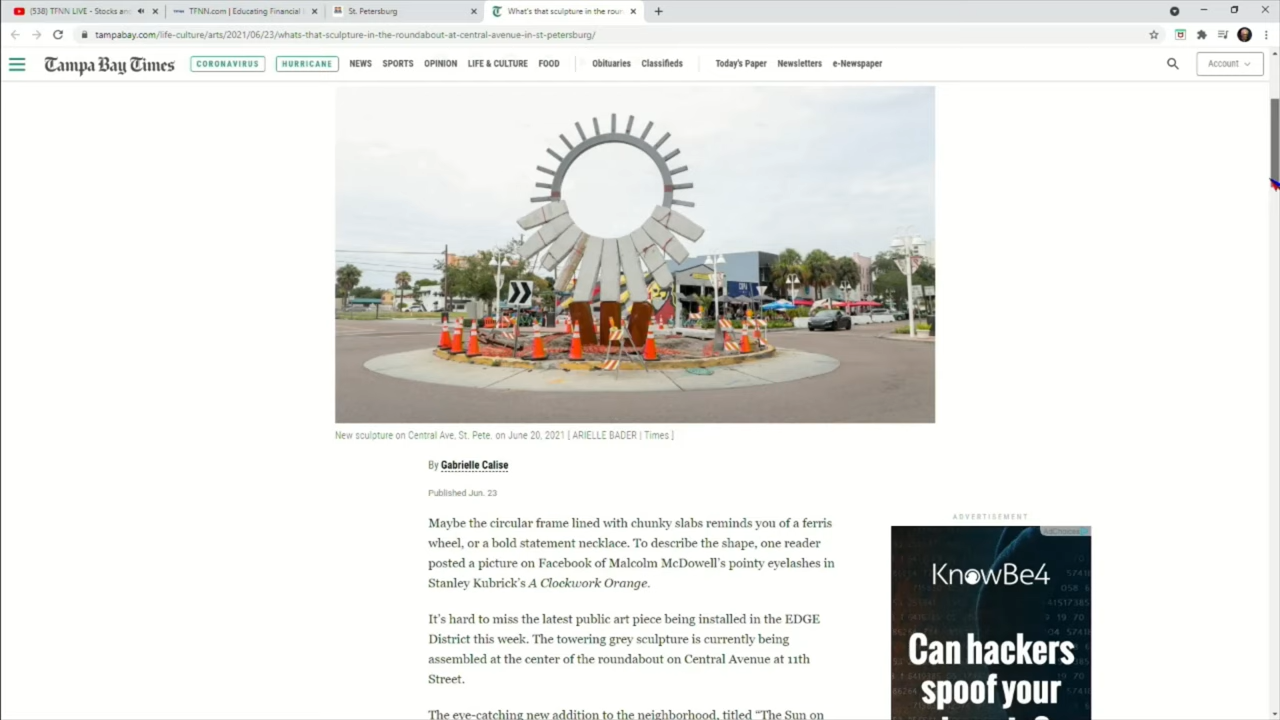 (538) TFNN LIVE - Stocks and
TFNN.com | Educating Financial I
St. Petersburg
What's that sculpture in the roun
tampabay.com/life-culture/arts/2021/06/23/whats-that-sculpture-in-the-roundabout-at-central-avenue-in-st-petersburg/
Tampa Bay Times
CORONAVIRUS
HURRICANE
NEWS
SPORTS
OPINION
LIFE & CULTURE
FOOD
Obituaries
Classifieds
Today's Paper
Newsletters
e-Newspaper
Account
New sculpture on Central Ave, St. Pete. on June 20, 2021 [ ARIELLE BADER | Times ]
By Gabrielle Calise
Published Jun. 23
Maybe the circular frame lined with chunky slabs reminds you of a ferris
wheel, or a bold statement necklace. To describe the shape, one reader
posted a picture on Facebook of Malcolm McDowell's pointy eyelashes in
Stanley Kubrick's A Clockwork Orange.
It's hard to miss the latest public art piece being installed in the EDGE
District this week. The towering grey sculpture is currently being
assembled at the center of the roundabout on Central Avenue at 11th
Street.
The eye-catching new addition to the neighborhood, titled "The Sun on
ADVERTISEMENT
AdChoices
KnowBe4
Can hackers
spoof your